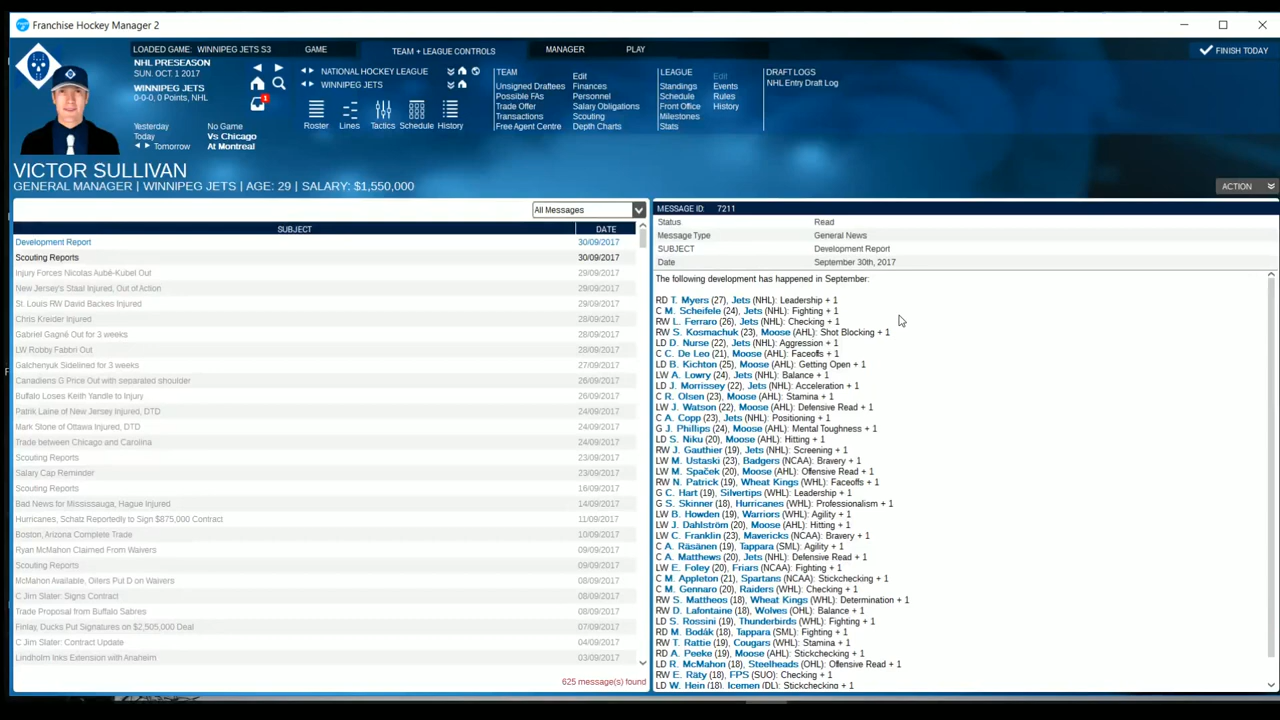 Franchise Hockey Manager 2
LOADED GAME: WINNIPEG JETS S3
GAME
TEAM + LEAGUE CONTROLS
MANAGER
PLAY
FINISH TODAY
NHL PRESEASON
SUN. OCT. 1 2017
WINNIPEG JETS
0-0-0, 0 Points, NHL
Yesterday No Game
Today Vs Chicago
Tomorrow At Montreal
1
NATIONAL HOCKEY LEAGUE
WINNIPEG JETS
Roster Lines Tactics Schedule History
TEAM
Unsigned Draftees
Possible FAs
Trade Offer
Transactions
Free Agent Centre
Edit
Finances
Personnel
Salary Obligations
Scouting
Depth Charts
LEAGUE
Standings
Schedule
Front Office
Milestones
Stats
Edit
Events
Rules
History
DRAFT LOGS
NHL Entry Draft Log
VICTOR SULLIVAN
GENERAL MANAGER | WINNIPEG JETS | AGE: 29 | SALARY: $1,550,000
ACTION
All Messages
SUBJECT DATE
Development Report 30/09/2017
Scouting Reports 30/09/2017
Injury Forces Nicolas Aubé-Kubel Out 29/09/2017
New Jersey's Staal Injured, Out of Action 29/09/2017
St. Louis RW David Backes Injured 29/09/2017
Chris Kreider Injured 28/09/2017
Gabriel Gagné Out for 3 weeks 28/09/2017
LW Robby Fabbri Out 28/09/2017
Galchenyuk Sidelined for 3 weeks 27/09/2017
Canadiens G Price Out with separated shoulder 26/09/2017
Buffalo Loses Keith Yandle to Injury 26/09/2017
Patrik Laine of New Jersey Injured, DTD 24/09/2017
Mark Stone of Ottawa Injured, DTD 24/09/2017
Trade between Chicago and Carolina 24/09/2017
Scouting Reports 23/09/2017
Salary Cap Reminder 23/09/2017
Scouting Reports 16/09/2017
Bad News for Mississauga, Hague Injured 14/09/2017
Hurricanes, Schatz Reportedly to Sign $875,000 Contract 11/09/2017
Boston, Arizona Complete Trade 10/09/2017
Ryan McMahon Claimed From Waivers 09/09/2017
Scouting Reports 09/09/2017
McMahon Available, Oilers Put D on Waivers 08/09/2017
C Jim Slater: Signs Contract 08/09/2017
Trade Proposal from Buffalo Sabres 08/09/2017
Finlay, Ducks Put Signatures on $2,505,000 Deal 07/09/2017
C Jim Slater: Contract Update 04/09/2017
Lindholm Inks Extension with Anaheim 03/09/2017
625 message(s) found
MESSAGE ID: 7211
Status Read
Message Type General News
SUBJECT Development Report
Date September 30th, 2017
The following development has happened in September:
RD T. Myers (27), Jets (NHL): Leadership + 1
C M. Scheifele (24), Jets (NHL): Fighting + 1
RW L. Ferraro (26), Jets (NHL): Checking + 1
RW S. Kosmachuk (23), Moose (AHL): Shot Blocking + 1
LD D. Nurse (22), Jets (NHL): Aggression + 1
C C. De Leo (21), Moose (AHL): Faceoffs + 1
LD B. Kichton (25), Moose (AHL): Getting Open + 1
LW A. Lowry (24), Jets (NHL): Balance + 1
LD J. Morrissey (22), Jets (NHL): Acceleration + 1
C R. Olsen (23), Moose (AHL): Stamina + 1
LW J. Watson (22), Moose (AHL): Defensive Read + 1
C A. Copp (23), Jets (NHL): Positioning + 1
G J. Phillips (24), Moose (AHL): Mental Toughness + 1
LD S. Niku (20), Moose (AHL): Hitting + 1
RW J. Gauthier (19), Jets (NHL): Screening + 1
LW M. Ustaski (23), Badgers (NCAA): Bravery + 1
LW M. Spaček (20), Moose (AHL): Offensive Read + 1
RW N. Patrick (19), Wheat Kings (WHL): Faceoffs + 1
G C. Hart (19), Silvertips (WHL): Leadership + 1
G S. Skinner (18), Hurricanes (WHL): Professionalism + 1
LW B. Howden (19), Warriors (WHL): Agility + 1
LW J. Dahlström (20), Moose (AHL): Hitting + 1
LW C. Franklin (23), Mavericks (NCAA): Bravery + 1
C A. Räsänen (19), Tappara (SML): Agility + 1
C A. Matthews (20), Jets (NHL): Defensive Read + 1
LW E. Foley (20), Friars (NCAA): Fighting + 1
C M. Appleton (21), Spartans (NCAA): Stickchecking + 1
C M. Gennaro (20), Raiders (WHL): Checking + 1
RW S. Mattheos (18), Wheat Kings (WHL): Determination + 1
RW D. Lafontaine (18), Wolves (OHL): Balance + 1
LD S. Rossini (19), Thunderbirds (WHL): Fighting + 1
RD M. Bodák (18), Tappara (SML): Fighting + 1
RW T. Rattie (19), Cougars (WHL): Stamina + 1
RD A. Peeke (19), Moose (AHL): Stickchecking + 1
LD R. McMahon (18), Steelheads (OHL): Offensive Read + 1
RW E. Räty (18), FPS (SUO): Checking + 1
LD W. Hein (18), Icemen (DL): Stickchecking + 1